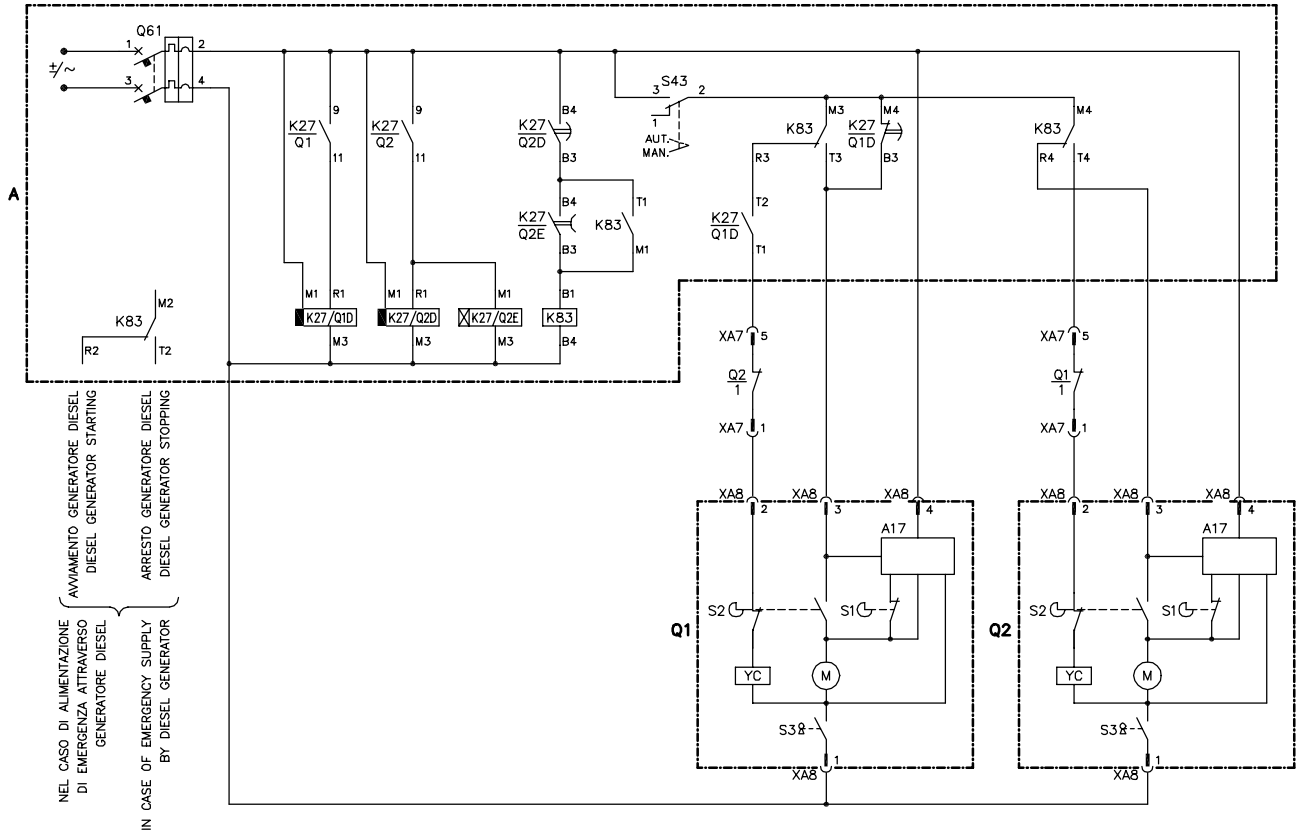 Q61
1
2
3
4
±/~
A
9
K27
Q1
11
9
K27
Q2
11
B4
K27
Q2D
B3
B4
K27
Q2E
B3
T1
K83
M1
3
S43
2
1
AUT.
MAN.
M3
K83
R3
T3
M4
K27
Q1D
B3
M4
K83
R4
T4
T2
K27
Q1D
T1
M2
K83
R2
T2
M1
R1
K27/Q1D
M3
M1
R1
K27/Q2D
M3
M1
K27/Q2E
M3
B1
K83
B4
XA7
5
Q2
1
XA7
1
XA7
5
Q1
1
XA7
1
AVVIAMENTO GENERATORE DIESEL
DIESEL GENERATOR STARTING
ARRESTO GENERATORE DIESEL
DIESEL GENERATOR STOPPING
NEL CASO DI ALIMENTAZIONE
DI EMERGENZA ATTRAVERSO
GENERATORE DIESEL
IN CASE OF EMERGENCY SUPPLY
BY DIESEL GENERATOR
XA8
2
XA8
3
XA8
4
A17
S2
S1
Q1
YC
M
S3
1
XA8
XA8
2
XA8
3
XA8
4
A17
S2
S1
Q2
YC
M
S3
1
XA8